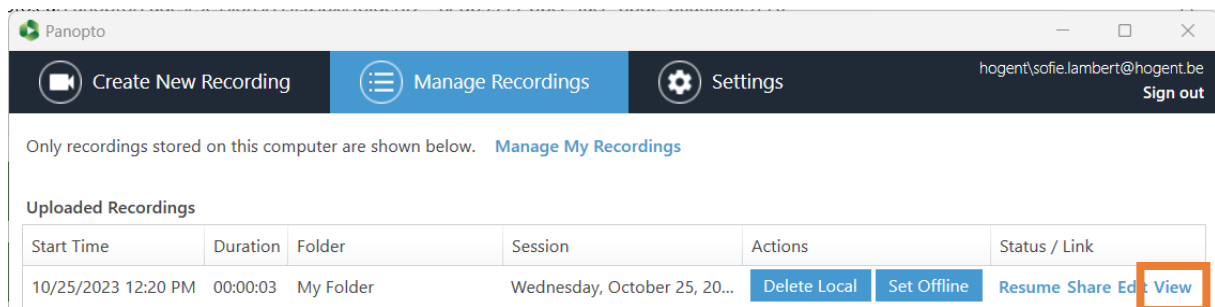 Panopto
Create New Recording Manage Recordings Settings hogent\sofie.lambert@hogent.be
Sign out
Only recordings stored on this computer are shown below. Manage My Recordings
Uploaded Recordings
Start Time Duration Folder Session Actions Status / Link
10/25/2023 12:20 PM 00:00:03 My Folder Wednesday, October 25, 20... Delete Local Set Offline Resume Share Edit View